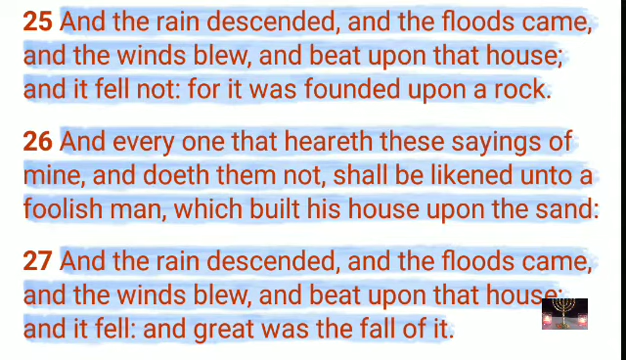 25 And the rain descended, and the floods came,
and the winds blew, and beat upon that house;
and it fell not: for it was founded upon a rock.
26 And every one that heareth these sayings of
mine, and doeth them not, shall be likened unto a
foolish man, which built his house upon the sand:
27 And the rain descended, and the floods came,
and the winds blew, and beat upon that house;
and it fell: and great was the fall of it.